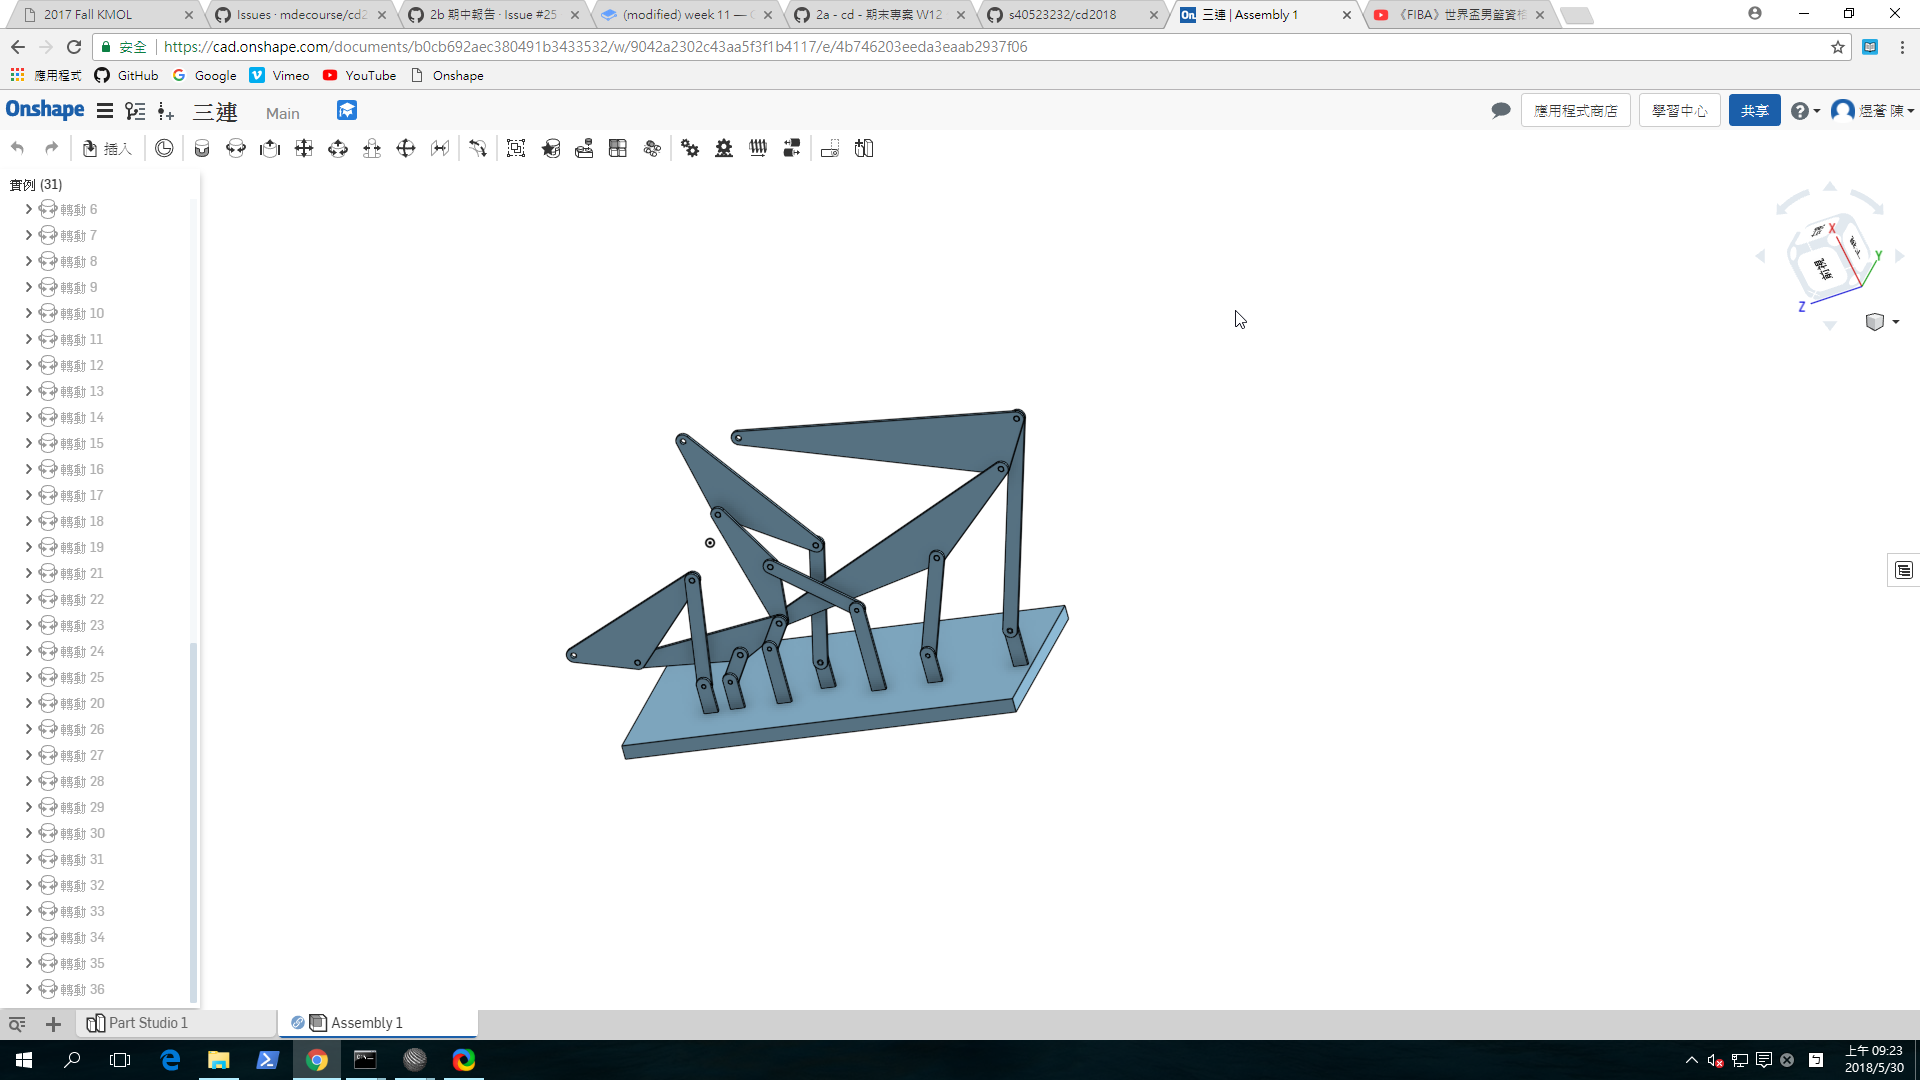 2017 Fall KMOL
Issues · mdecourse/cd2
2b 期中報告 · Issue #25
(modified) week 11 — C
2a - cd - 期末專案 W12
s40523232/cd2018
三連 | Assembly 1
《FIBA》世界盃男籃資格
安全
https://cad.onshape.com/documents/b0cb692aec380491b3433532/w/9042a2302c43aa5f3f1b4117/e/4b746203eeda3eaab2937f06
應用程式
GitHub
Google
Vimeo
YouTube
Onshape
Onshape
三連
Main
應用程式商店
學習中心
共享
煜蒼 陳
插入
實例 (31)
轉動 6
轉動 7
轉動 8
轉動 9
轉動 10
轉動 11
轉動 12
轉動 13
轉動 14
轉動 15
轉動 16
轉動 17
轉動 18
轉動 19
轉動 21
轉動 22
轉動 23
轉動 24
轉動 25
轉動 20
轉動 26
轉動 27
轉動 28
轉動 29
轉動 30
轉動 31
轉動 32
轉動 33
轉動 34
轉動 35
轉動 36
X
Y
Z
Part Studio 1
Assembly 1
上午 09:23
2018/5/30